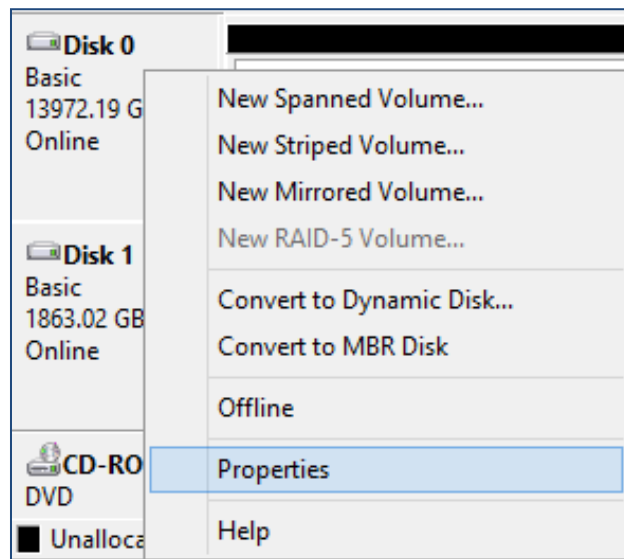 Disk 0
Basic
13972.19 G
Online
New Spanned Volume...
New Striped Volume...
New Mirrored Volume...
New RAID-5 Volume...
Convert to Dynamic Disk...
Convert to MBR Disk
Offline
Properties
Help
Disk 1
Basic
1863.02 GB
Online
CD-RO
DVD
Unalloca